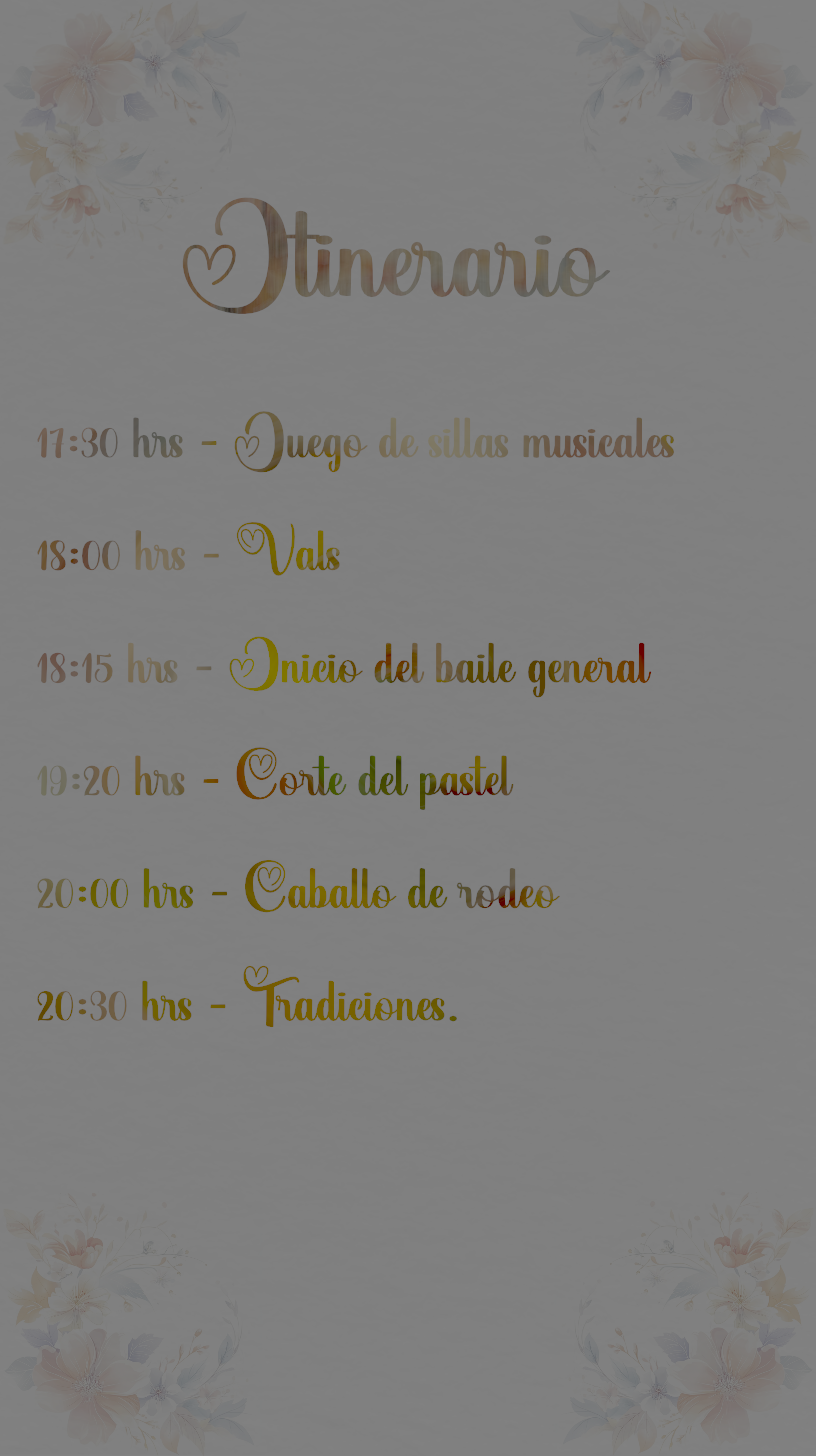 Itinerario
17:30 hrs - Juego de sillas musicales
18:00 hrs - Vals
18:15 hrs - Inicio del baile general
19:20 hrs - Corte del pastel
20:00 hrs - Caballo de rodeo
20:30 hrs - Tradiciones.